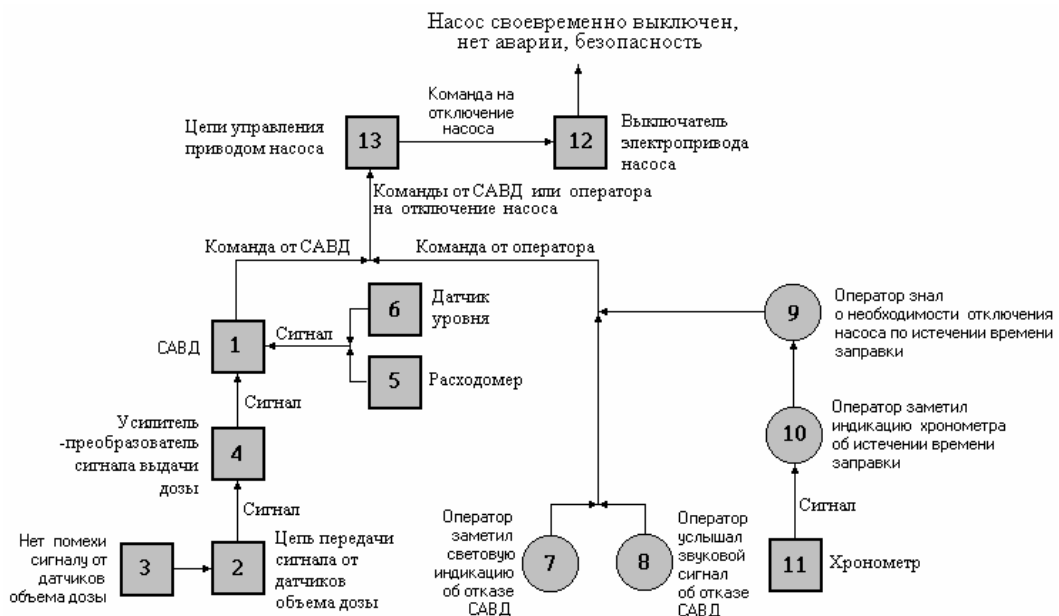 Насос своевременно выключен,
нет аварии, безопасность
Команда на
отключение
насоса
Цепи управления
приводом насоса
13
12
Выключатель
электропривода
насоса
Команды от САВД или оператора
на отключение насоса
Команда от САВД
Команда от оператора
6
Датчик
уровня
9
Оператор знал
о необходимости отключения
насоса по истечении времени
заправки
Сигнал
САВД
1
5
Расходомер
Сигнал
Усилитель
-преобразователь
сигнала выдачи
дозы
4
10
Оператор заметил
индикацию хронометра
об истечении времени
заправки
Сигнал
Сигнал
Нет помехи
сигналу от
датчиков
объема дозы
3
2
Цепь передачи
сигнала от
датчиков
объема дозы
Оператор
заметил
световую
индикацию
об отказе
САВД
7
8
Оператор
услышал
звуковой
сигнал
об отказе
САВД
11
Хронометр